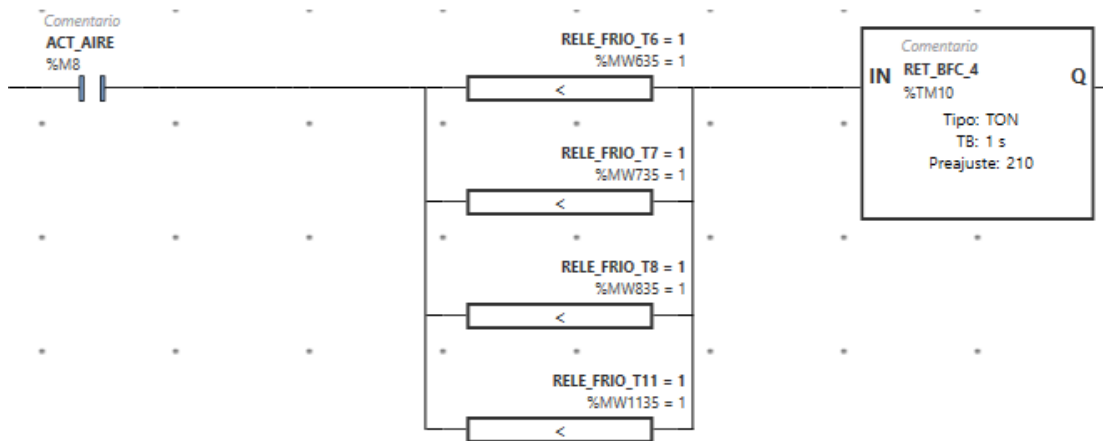 Comentario
ACT_AIRE
%M8
RELE_FRIO_T6 = 1
%MW635 = 1
<
RELE_FRIO_T7 = 1
%MW735 = 1
<
RELE_FRIO_T8 = 1
%MW835 = 1
<
RELE_FRIO_T11 = 1
%MW1135 = 1
<
Comentario
IN RET_BFC_4 Q
%TM10
Tipo: TON
TB: 1 s
Preajuste: 210